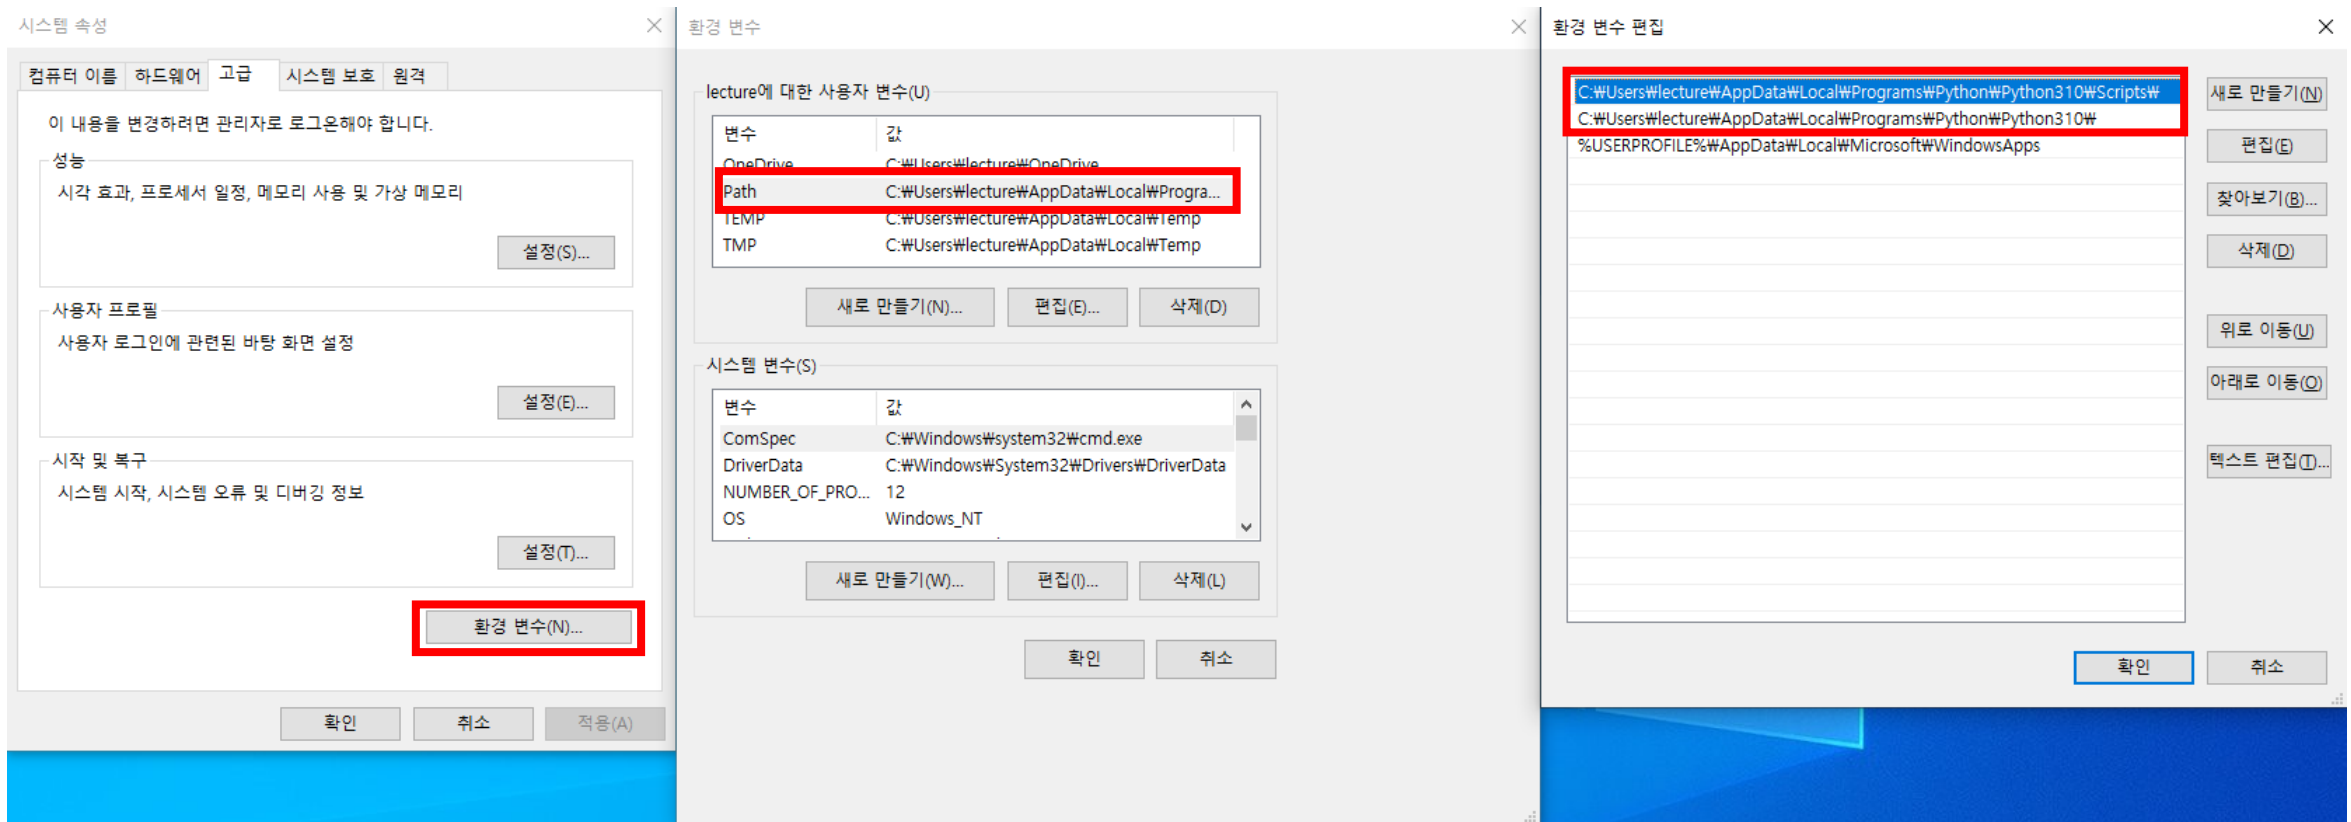 시스템 속성
컴퓨터 이름 하드웨어 고급 시스템 보호 원격
이 내용을 변경하려면 관리자로 로그온해야 합니다.
성능
시각 효과, 프로세서 일정, 메모리 사용 및 가상 메모리
설정(S)...
사용자 프로필
사용자 로그인에 관련된 바탕 화면 설정
설정(E)...
시작 및 복구
시스템 시작, 시스템 오류 및 디버깅 정보
설정(T)...
환경 변수(N)...
확인 취소 적용(A)
환경 변수
lecture에 대한 사용자 변수(U)
변수 값
OneDrive C:₩Users₩lecture₩OneDrive
Path C:₩Users₩lecture₩AppData₩Local₩Progra...
TEMP C:₩Users₩lecture₩AppData₩Local₩Temp
TMP C:₩Users₩lecture₩AppData₩Local₩Temp
새로 만들기(N)... 편집(E)... 삭제(D)
시스템 변수(S)
변수 값
ComSpec C:₩Windows₩system32₩cmd.exe
DriverData C:₩Windows₩System32₩Drivers₩DriverData
NUMBER_OF_PRO... 12
OS Windows_NT
새로 만들기(W)... 편집(I)... 삭제(L)
확인 취소
환경 변수 편집
C:₩Users₩lecture₩AppData₩Local₩Programs₩Python₩Python310₩Scripts₩
C:₩Users₩lecture₩AppData₩Local₩Programs₩Python₩Python310₩
%USERPROFILE%₩AppData₩Local₩Microsoft₩WindowsApps
새로 만들기(N)
편집(E)
찾아보기(B)...
삭제(D)
위로 이동(U)
아래로 이동(O)
텍스트 편집(T)...
확인 취소